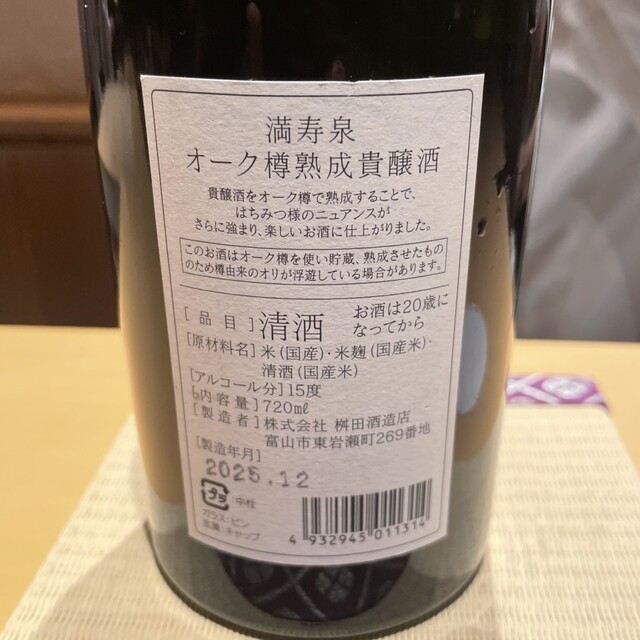 満寿泉
オーク樽熟成貴醸酒
貴醸酒をオーク樽で熟成することで、
はちみつ様のニュアンスが
さらに強まり、楽しいお酒に仕上がりました。
このお酒はオーク樽を使い貯蔵、熟成させたもの
のため樽由来のオリが浮遊している場合があります。
[品目] 清酒 お酒は20歳に
なってから
[原材料名] 米(国産)・米麹(国産米)・
清酒(国産米)
[アルコール分] 15度
[内容量] 720mℓ
[製造者] 株式会社 桝田酒造店
富山市東岩瀬町269番地
[製造年月]
2025.12
プラ 中栓
ガラス・ビン
金属・キャップ
4 932945 011314